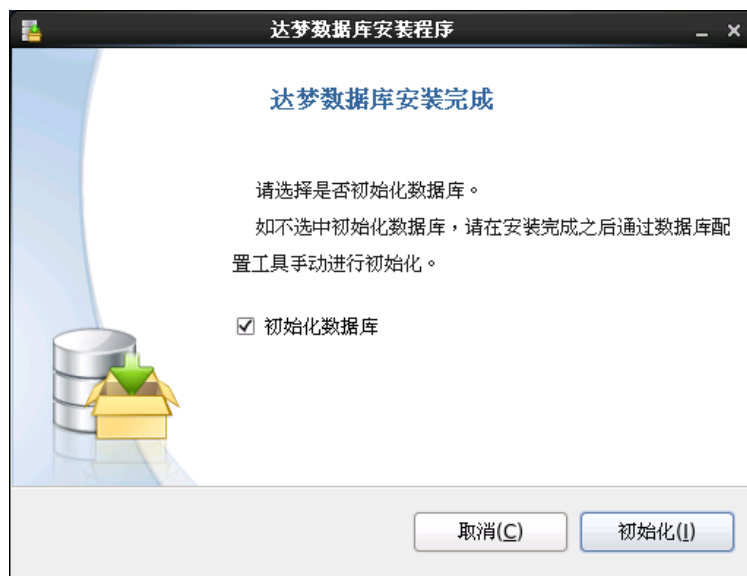 达梦数据库安装程序
达梦数据库安装完成
请选择是否初始化数据库。
如不选中初始化数据库，请在安装完成之后通过数据库配
置工具手动进行初始化。
初始化数据库
取消(C) 初始化(I)